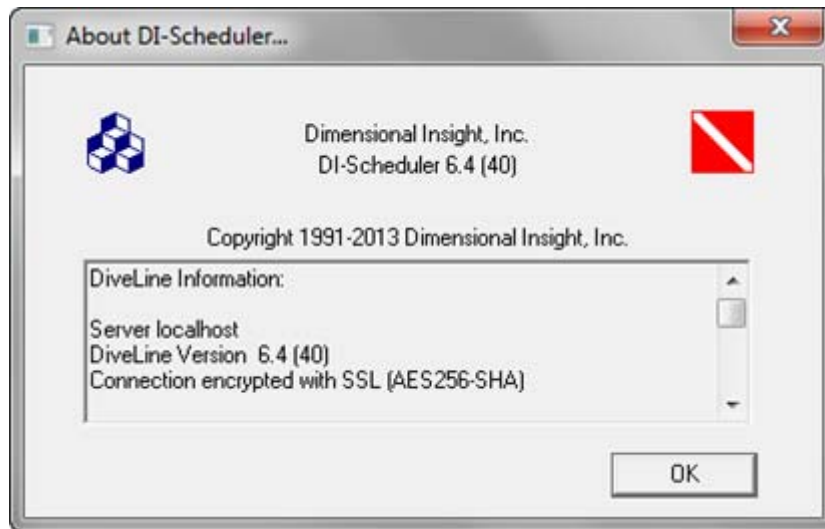 About DI-Scheduler...
Dimensional Insight, Inc.
DI-Scheduler 6.4 (40)
Copyright 1991-2013 Dimensional Insight, Inc.
DiveLine Information:
Server localhost
DiveLine Version  6.4 (40)
Connection encrypted with SSL (AES256-SHA)
OK